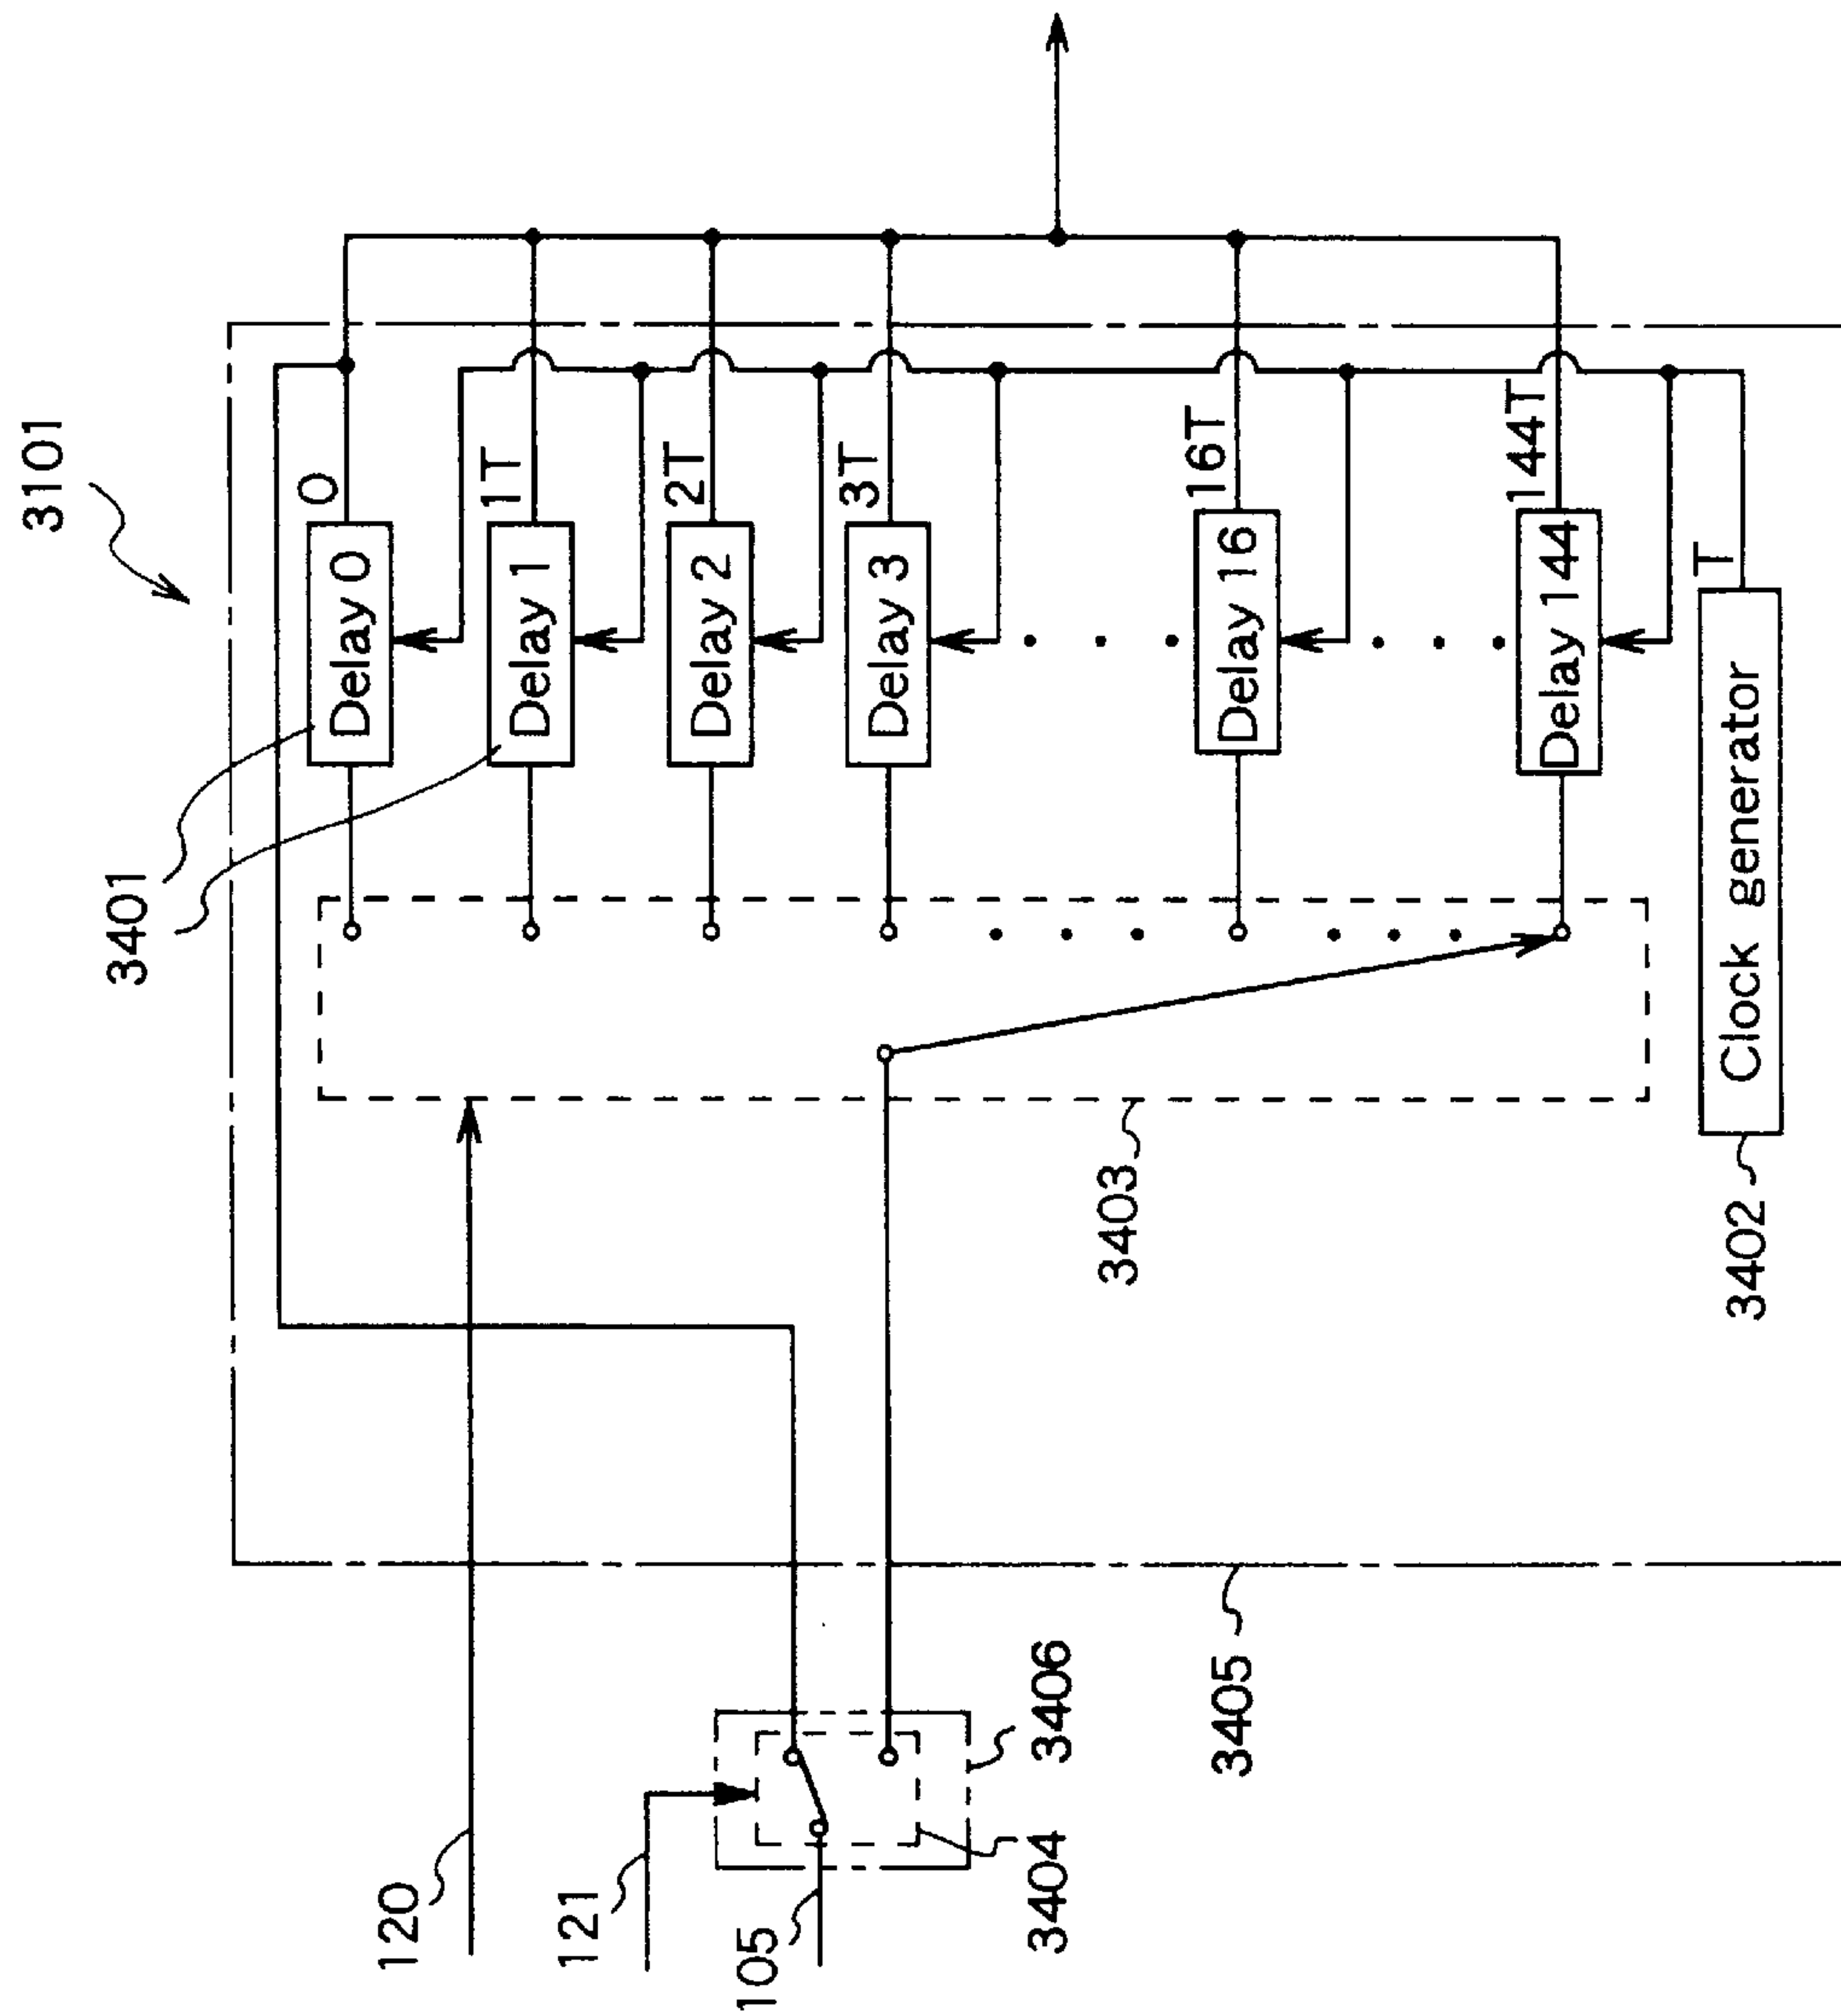 3101
3401
0
Delay 0
1T
Delay 1
2T
Delay 2
3T
Delay 3
16T
Delay 16
144T
Delay 144
T
Clock generator
3402
3403
120
121
105
3404
3406
3405